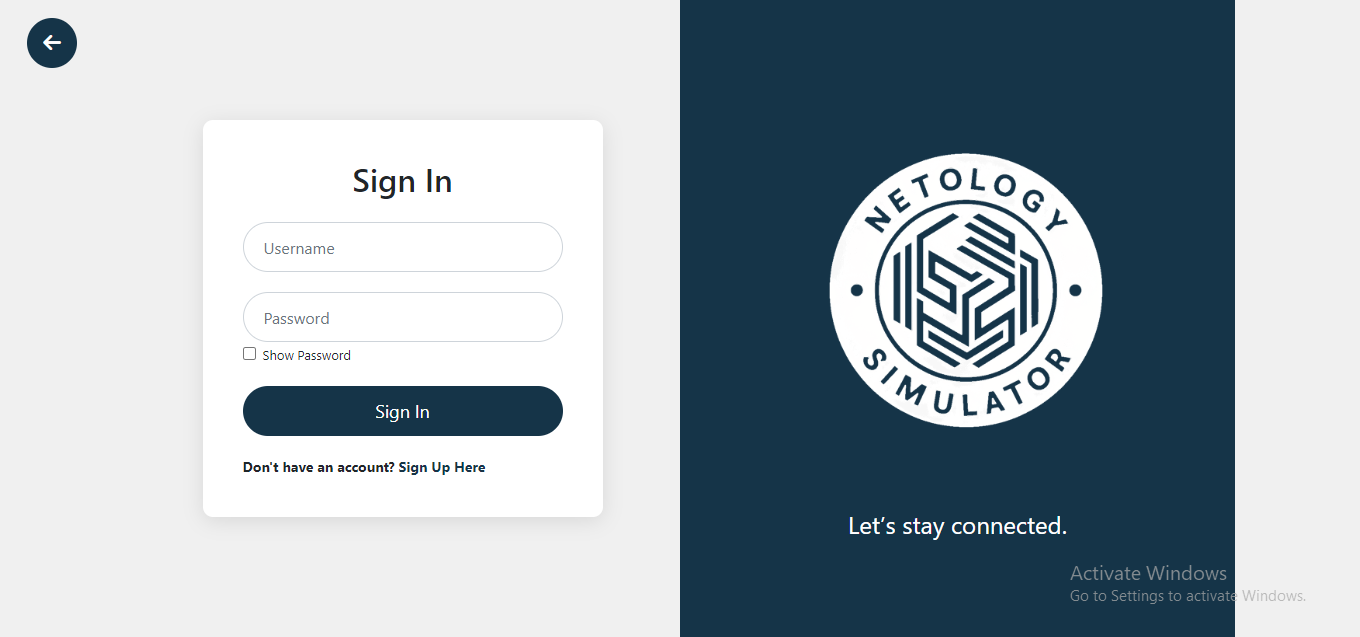 Sign In
Username
Password
Show Password
Sign In
Don't have an account? Sign Up Here
NETOLOGY
SIMULATOR
Let’s stay connected.
Activate Windows
Go to Settings to activate Windows.